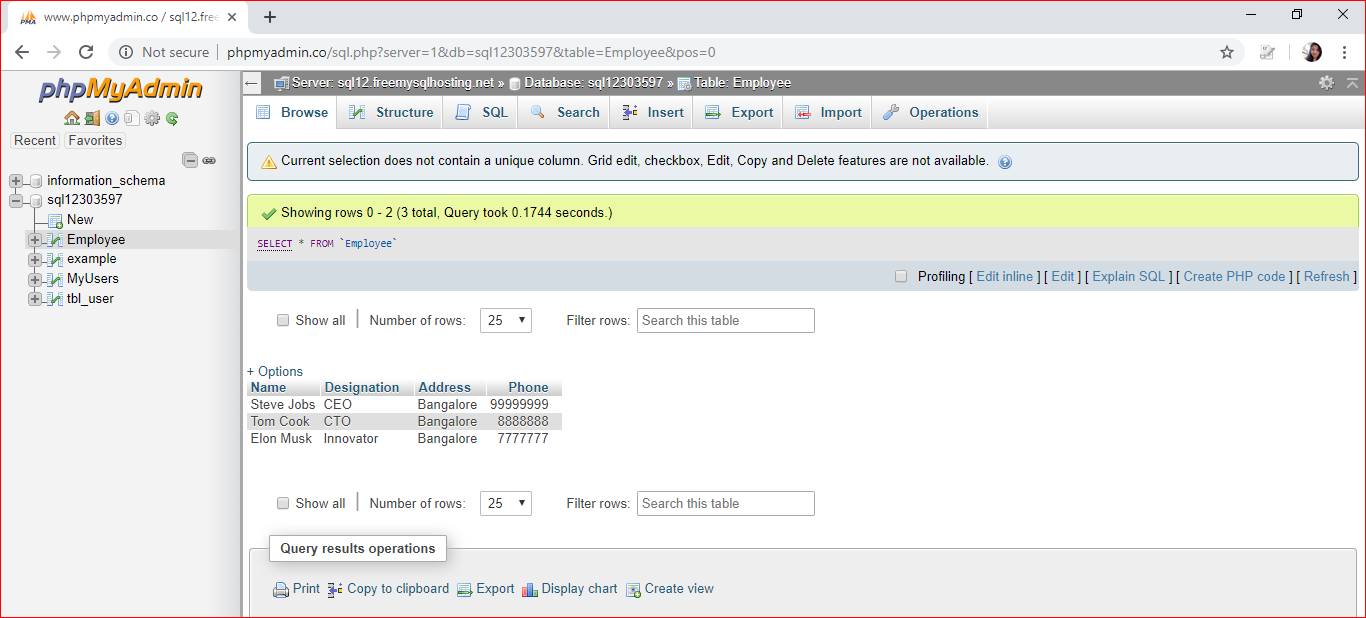 www.phpmyadmin.co / sql12.free
Not secure phpmyadmin.co/sql.php?server=1&db=sql12303597&table=Employee&pos=0
phpMyAdmin
Recent Favorites
information_schema
sql12303597
New
Employee
example
MyUsers
tbl_user
Server: sql12.freemysqlhosting.net » Database: sql12303597 » Table: Employee
Browse Structure SQL Search Insert Export Import Operations
Current selection does not contain a unique column. Grid edit, checkbox, Edit, Copy and Delete features are not available.
Showing rows 0 - 2 (3 total, Query took 0.1744 seconds.)
SELECT * FROM `Employee`
Profiling [ Edit inline ] [ Edit ] [ Explain SQL ] [ Create PHP code ] [ Refresh ]
Show all Number of rows: 25 Filter rows: Search this table
+ Options
Name Designation Address Phone
Steve Jobs CEO Bangalore 99999999
Tom Cook CTO Bangalore 8888888
Elon Musk Innovator Bangalore 7777777
Show all Number of rows: 25 Filter rows: Search this table
Query results operations
Print Copy to clipboard Export Display chart Create view